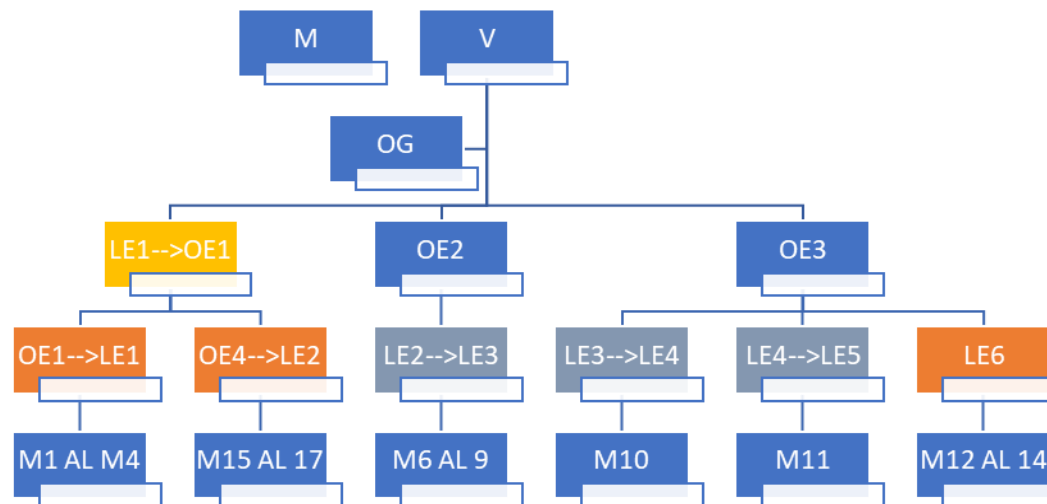 M
V
OG
LE1-->OE1
OE2
OE3
OE1-->LE1
OE4-->LE2
LE2-->LE3
LE3-->LE4
LE4-->LE5
LE6
M1 AL M4
M15 AL 17
M6 AL 9
M10
M11
M12 AL 14